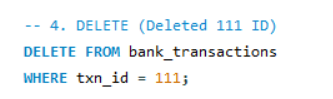 -- 4. DELETE (Deleted 111 ID)
DELETE FROM bank_transactions
WHERE txn_id = 111;